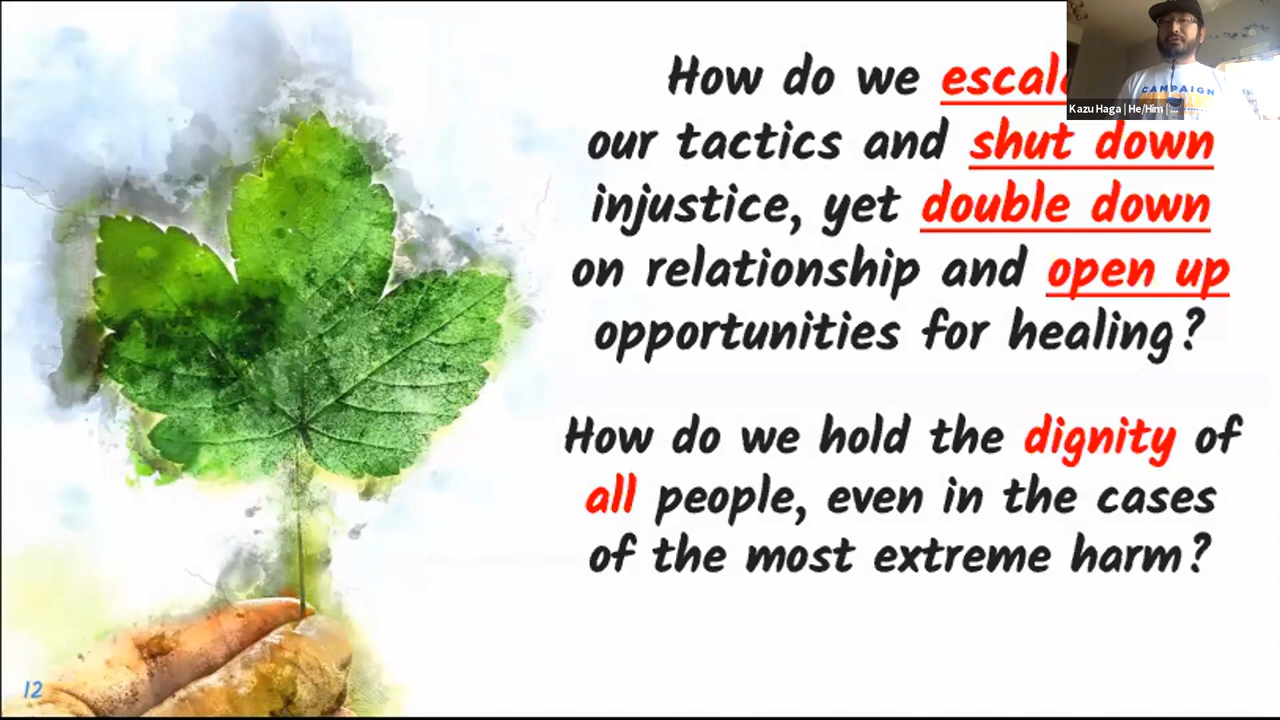 How do we escal
our tactics and shut down
injustice, yet double down
on relationship and open up
opportunities for healing?
How do we hold the dignity of
all people, even in the cases
of the most extreme harm?
CAMPAIGN
Kazu Haga | He/Him | ...
12